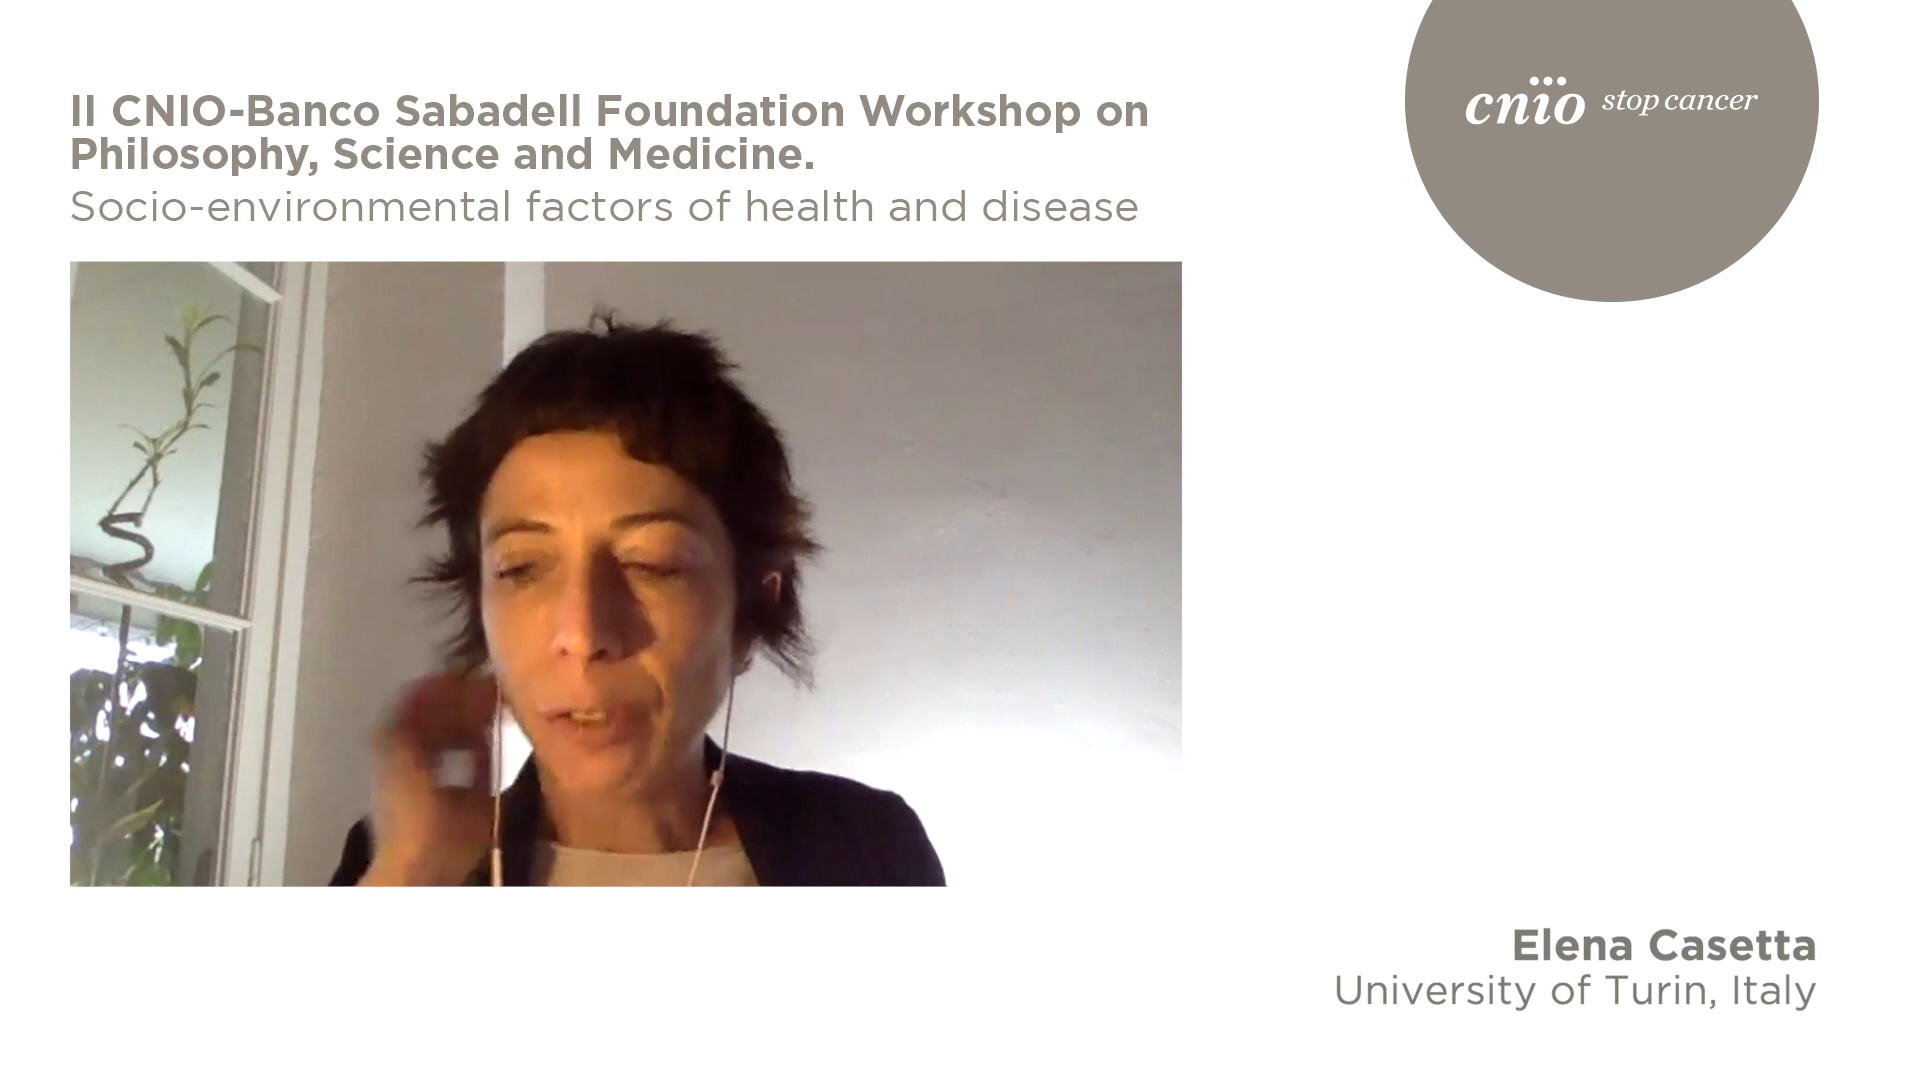 II CNIO-Banco Sabadell Foundation Workshop on
Philosophy, Science and Medicine.
Socio-environmental factors of health and disease
cnio stop cancer
Elena Casetta
University of Turin, Italy